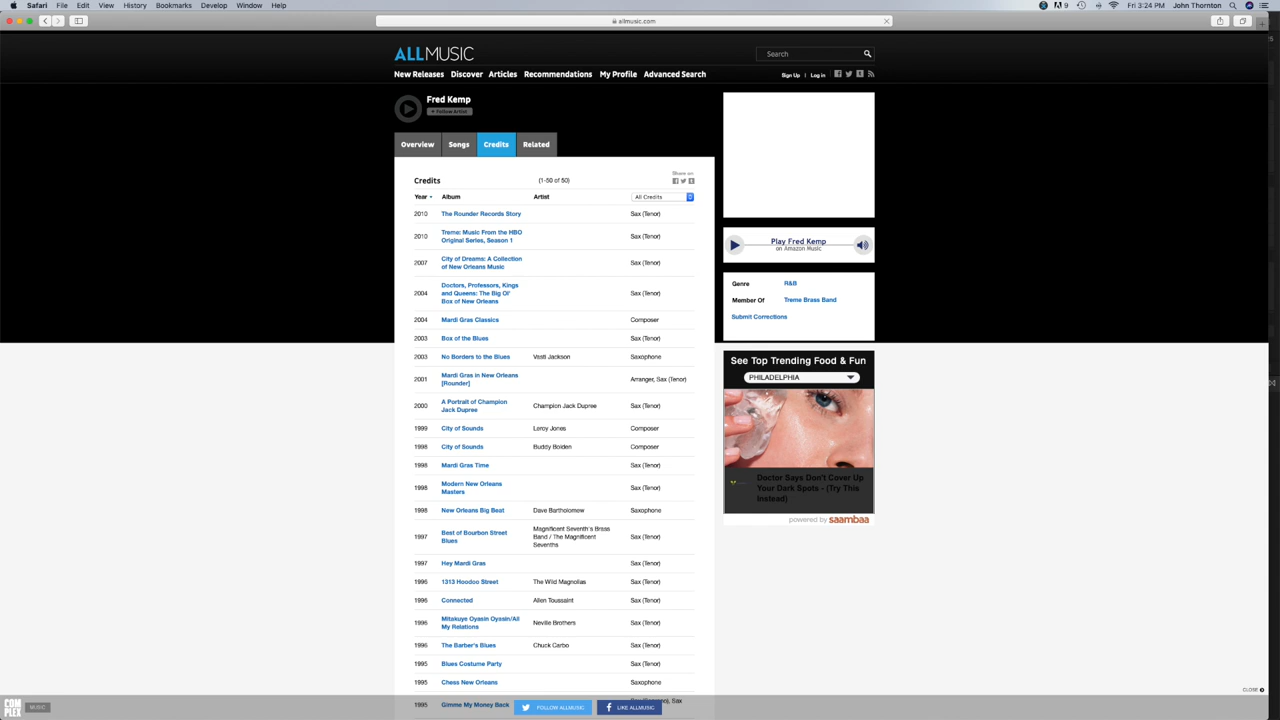 Safari File Edit View History Bookmarks Develop Window Help
9 Fri 3:24 PM John Thornton
allmusic.com
ALLMUSIC
Search
New Releases Discover Articles Recommendations My Profile Advanced Search
Sign Up | Log in
Fred Kemp
+ Follow Artist
Overview Songs Credits Related
Share on
Credits (1-50 of 50)
Year Album Artist All Credits
2010 The Rounder Records Story Sax (Tenor)
2010 Treme: Music From the HBO Sax (Tenor)
Original Series, Season 1
2007 City of Dreams: A Collection Sax (Tenor)
of New Orleans Music
2004 Doctors, Professors, Kings Sax (Tenor)
and Queens: The Big Ol'
Box of New Orleans
2004 Mardi Gras Classics Composer
2003 Box of the Blues Sax (Tenor)
2003 No Borders to the Blues Vasti Jackson Saxophone
2001 Mardi Gras in New Orleans Arranger, Sax (Tenor)
[Rounder]
2000 A Portrait of Champion Champion Jack Dupree Sax (Tenor)
Jack Dupree
1999 City of Sounds Leroy Jones Composer
1998 City of Sounds Buddy Bolden Composer
1998 Mardi Gras Time Sax (Tenor)
1998 Modern New Orleans Sax (Tenor)
Masters
1998 New Orleans Big Beat Dave Bartholomew Saxophone
1997 Best of Bourbon Street Magnificent Seventh's Brass Sax (Tenor)
Blues Band / The Magnificent
Sevenths
1997 Hey Mardi Gras Sax (Tenor)
1996 1313 Hoodoo Street The Wild Magnolias Sax (Tenor)
1996 Connected Allen Toussaint Sax (Tenor)
1996 Mitakuye Oyasin Oyasin/All Neville Brothers Sax (Tenor)
My Relations
1996 The Barber's Blues Chuck Carbo Sax (Tenor)
1995 Blues Costume Party Sax (Tenor)
1995 Chess New Orleans Saxophone
1995 Gimme My Money Back Sax
Play Fred Kemp
on Amazon Music
Genre R&B
Member Of Treme Brass Band
Submit Corrections
See Top Trending Food & Fun
PHILADELPHIA
Doctor Says Don't Cover Up
Your Dark Spots - (Try This
Instead)
powered by saambaa
CLOSE
COMPLEX MUSIC
FOLLOW ALLMUSIC LIKE ALLMUSIC